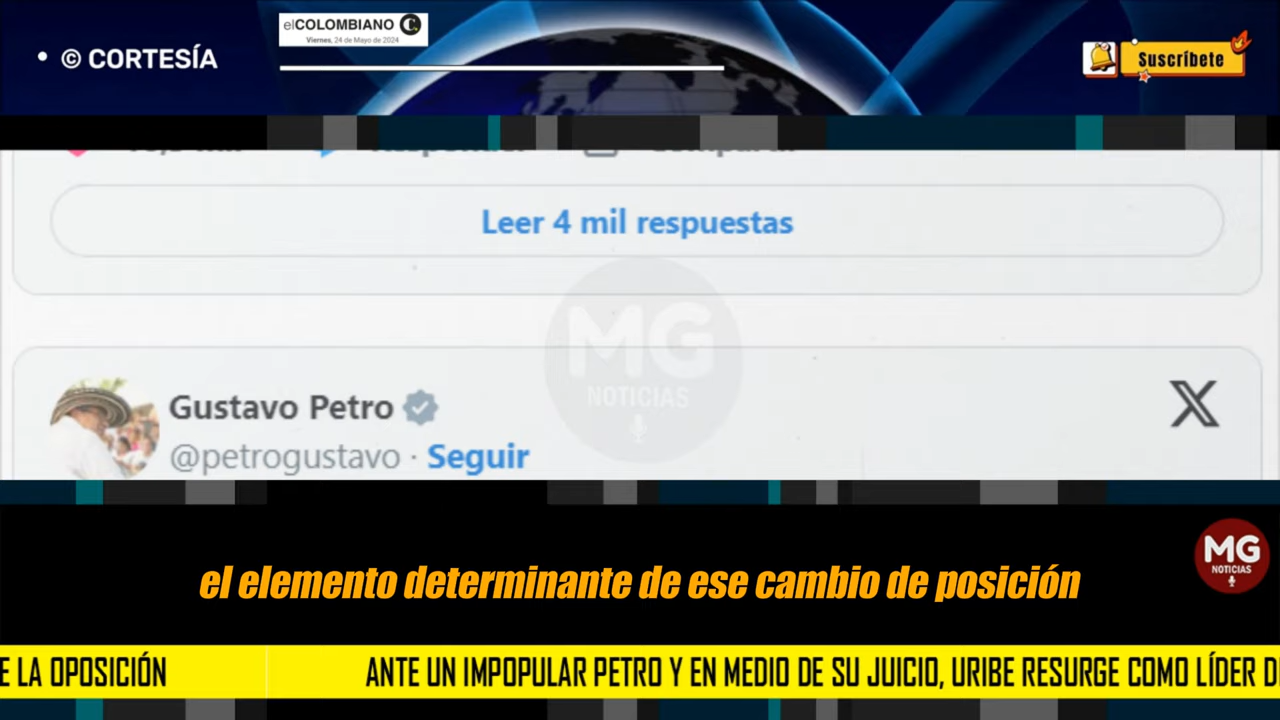 • © CORTESÍA
elCOLOMBIANO
Viernes, 24 de Mayo de 2024
Suscríbete
Leer 4 mil respuestas
MG
NOTICIAS
Gustavo Petro
@petrogustavo · Seguir
X
el elemento determinante de ese cambio de posición
MG
NOTICIAS
E LA OPOSICIÓN
ANTE UN IMPOPULAR PETRO Y EN MEDIO DE SU JUICIO, URIBE RESURGE COMO LÍDER D